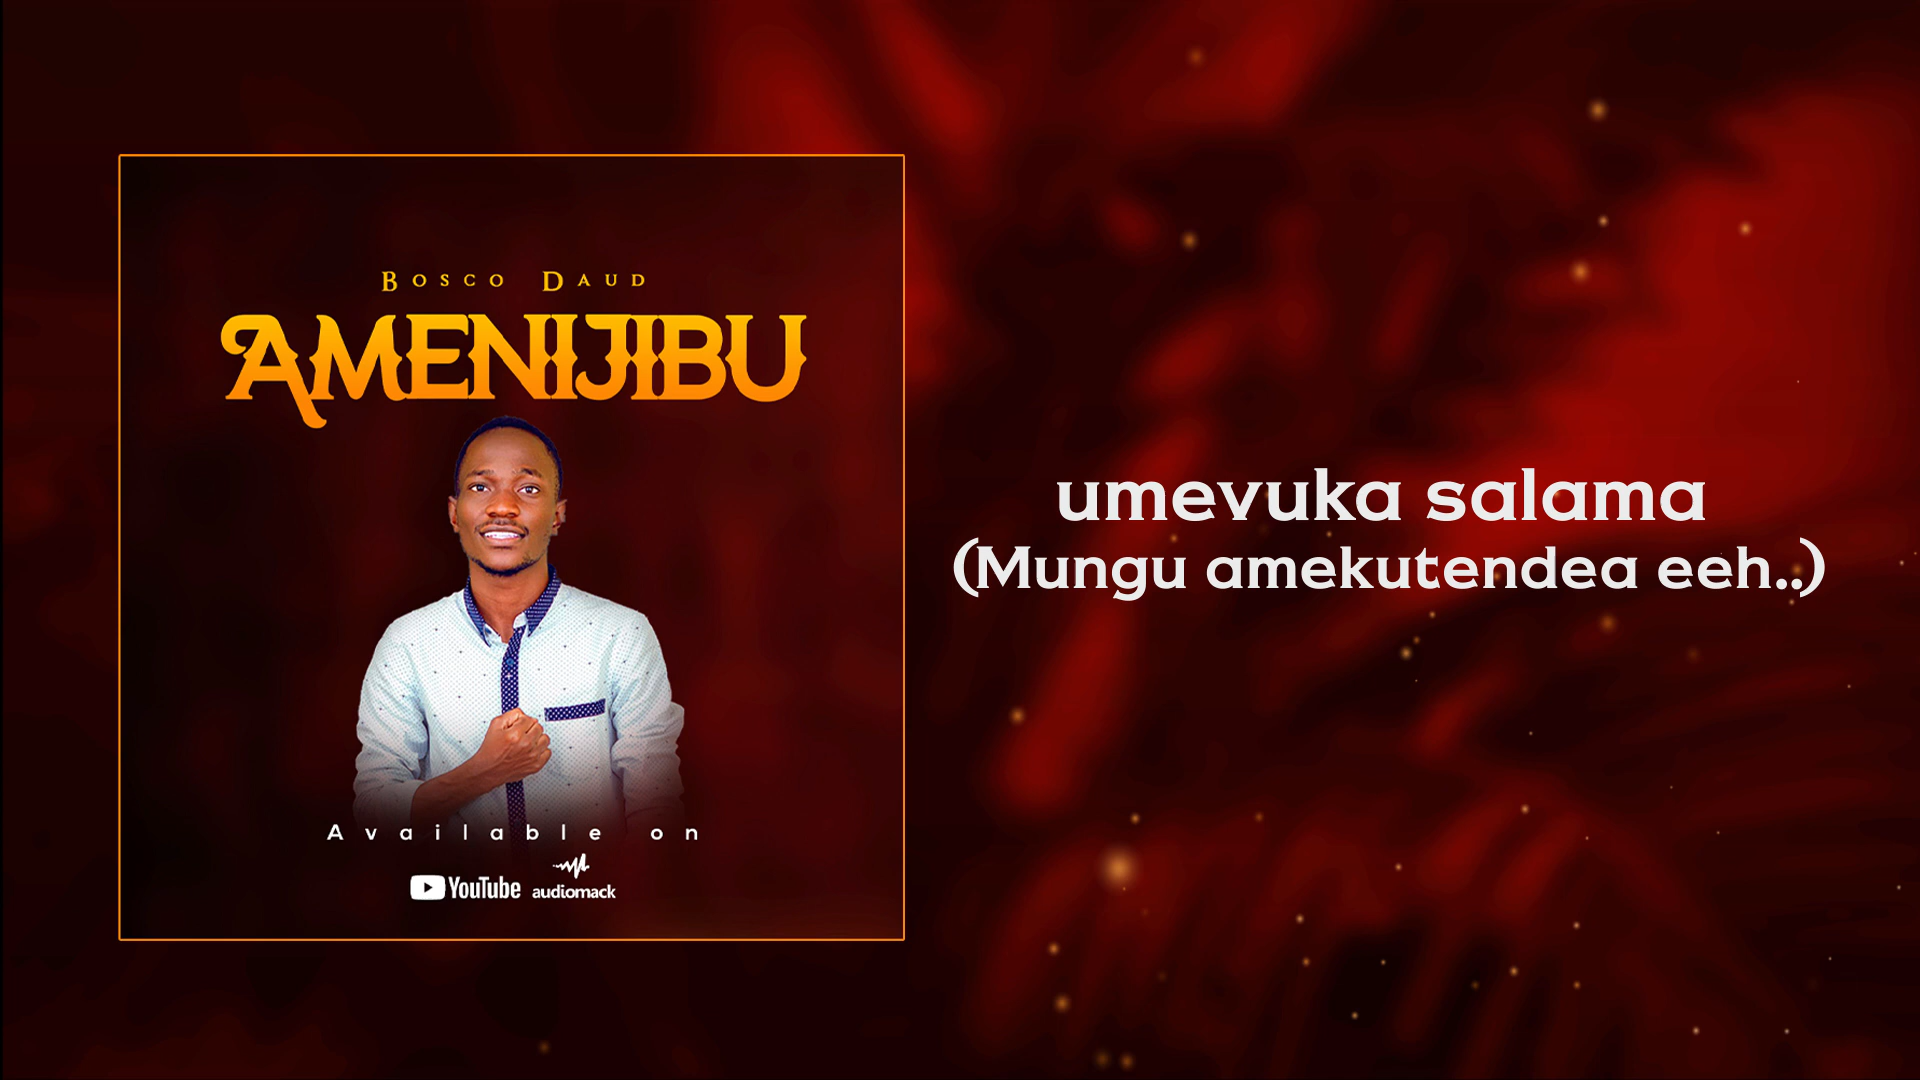 Bosco Daud
AMENIJIBU
Available on
YouTube audiomack
umevuka salama
(Mungu amekutendea eeh..)